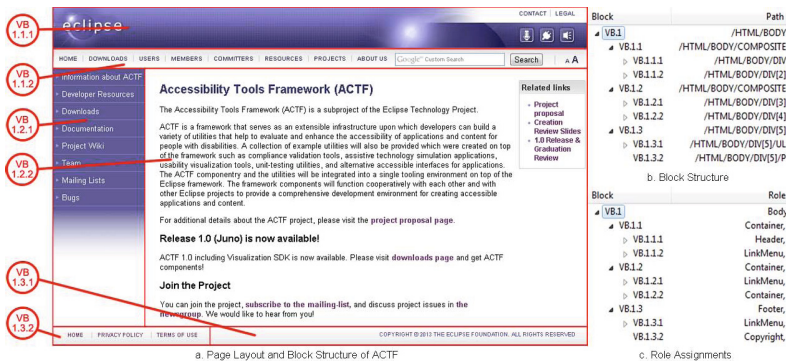 VB
1.1.1
eclipse
CONTACT | LEGAL
VB
1.1.2
HOME | DOWNLOADS | USERS | MEMBERS | COMMITTERS | RESOURCES | PROJECTS | ABOUT US
Google™ Custom Search
Search
A A
VB
1.2.1
Information about ACTF
Developer Resources
Downloads
Documentation
Project Wiki
Team
Mailing Lists
Bugs
VB
1.2.2
Accessibility Tools Framework (ACTF)
The Accessibility Tools Framework (ACTF) is a subproject of the Eclipse Technology Project.
ACTF is a framework that serves as an extensible infrastructure upon which developers can build a
variety of utilities that help to evaluate and enhance the accessibility of applications and content for
people with disabilities. A collection of example utilities will also be provided which were created on top
of the framework such as compliance validation tools, assistive technology simulation applications,
usability visualization tools, unit-testing utilities, and alternative accessible interfaces for applications.
The ACTF componentry and the utilities will be integrated into a single tooling environment on top of the
Eclipse framework. The framework components will function cooperatively with each other and with
other Eclipse projects to provide a comprehensive development environment for creating accessible
applications and content.
For additional details about the ACTF project, please visit the project proposal page.
Release 1.0 (Juno) is now available!
ACTF 1.0 including Visualization SDK is now available. Please visit downloads page and get ACTF
components!
Join the Project
You can join the project, subscribe to the mailing-list, and discuss project issues in the
newsgroup. We would like to hear from you!
Related links
Project
proposal
Creation
Review Slides
1.0 Release &
Graduation
Review
VB
1.3.1
VB
1.3.2
HOME | PRIVACY POLICY | TERMS OF USE
COPYRIGHT © 2013 THE ECLIPSE FOUNDATION. ALL RIGHTS RESERVED
a. Page Layout and Block Structure of ACTF
Block Path
VB.1 /HTML/BODY
VB.1.1 /HTML/BODY/COMPOSITE
VB.1.1.1 /HTML/BODY/DIV
VB.1.1.2 /HTML/BODY/DIV[2]
VB.1.2 /HTML/BODY/COMPOSITE
VB.1.2.1 /HTML/BODY/DIV[3]
VB.1.2.2 /HTML/BODY/DIV[4]
VB.1.3 /HTML/BODY/DIV[5]
VB.1.3.1 /HTML/BODY/DIV[5]/UL
VB.1.3.2 /HTML/BODY/DIV[5]/P
b. Block Structure
Block Role
VB.1 Body
VB.1.1 Container,
VB.1.1.1 Header,
VB.1.1.2 LinkMenu,
VB.1.2 Container,
VB.1.2.1 LinkMenu,
VB.1.2.2 Container,
VB.1.3 Footer,
VB.1.3.1 LinkMenu,
VB.1.3.2 Copyright,
c. Role Assignments